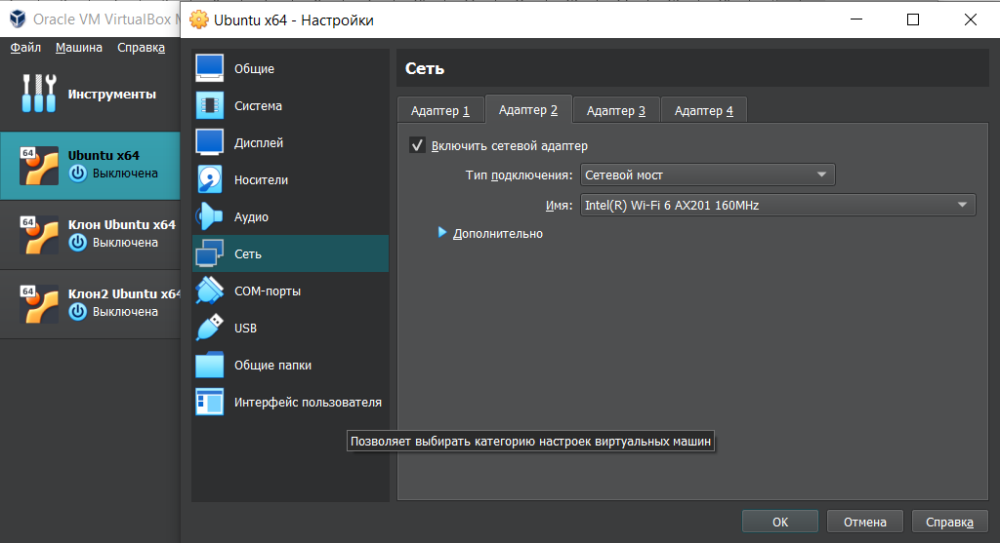 Oracle VM VirtualBox M
Файл Машина Справка
Инструменты
64
Ubuntu x64
Выключена
64
Клон Ubuntu x64
Выключена
64
Клон2 Ubuntu x64
Выключена
Ubuntu x64 - Настройки
Общие
Система
Дисплей
Носители
Аудио
Сеть
COM-порты
USB
Общие папки
Интерфейс пользователя
Сеть
Адаптер 1 Адаптер 2 Адаптер 3 Адаптер 4
Включить сетевой адаптер
Тип подключения: Сетевой мост
Имя: Intel(R) Wi-Fi 6 AX201 160MHz
Дополнительно
Позволяет выбирать категорию настроек виртуальных машин
OK Отмена Справка